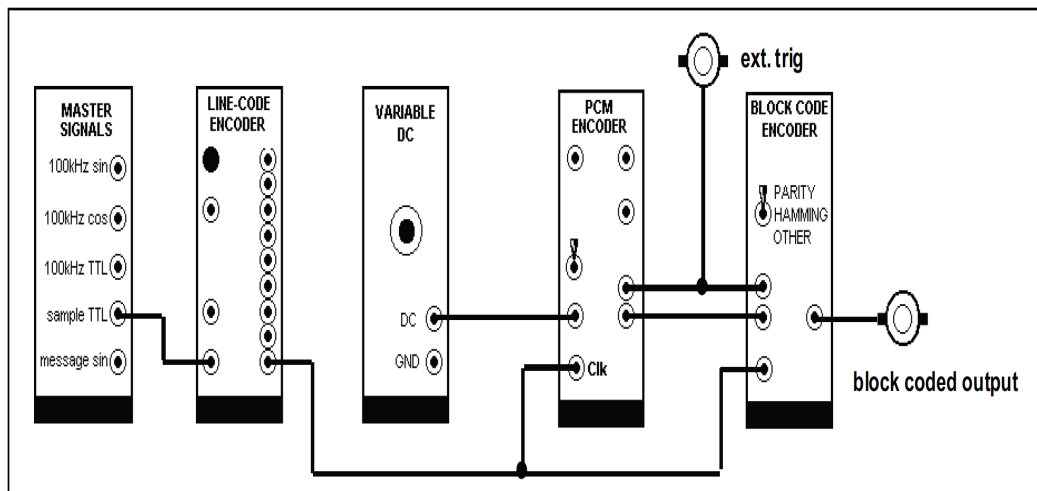 ext. trig
MASTER
SIGNALS
100kHz sin
100kHz cos
100kHz TTL
sample TTL
message sin
LINE-CODE
ENCODER
VARIABLE
DC
DC
GND
PCM
ENCODER
Clk
BLOCK CODE
ENCODER
PARITY
HAMMING
OTHER
block coded output